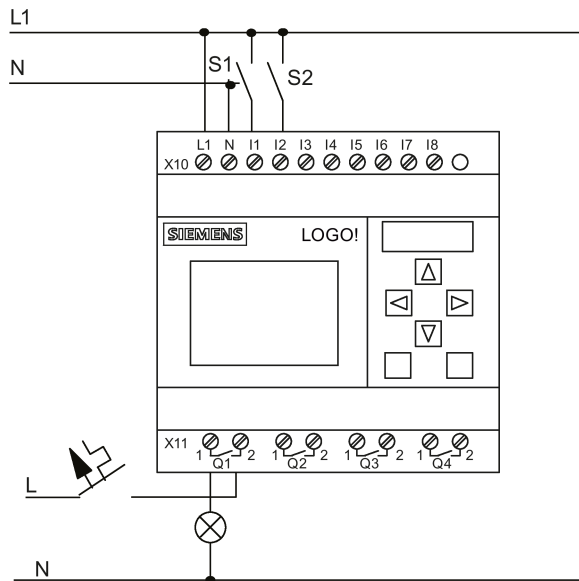 L1
N
S1
S2
L1 N I1 I2 I3 I4 I5 I6 I7 I8
X10
SIEMENS
LOGO!
X11
1 2 1 2 1 2 1 2
Q1 Q2 Q3 Q4
L
N